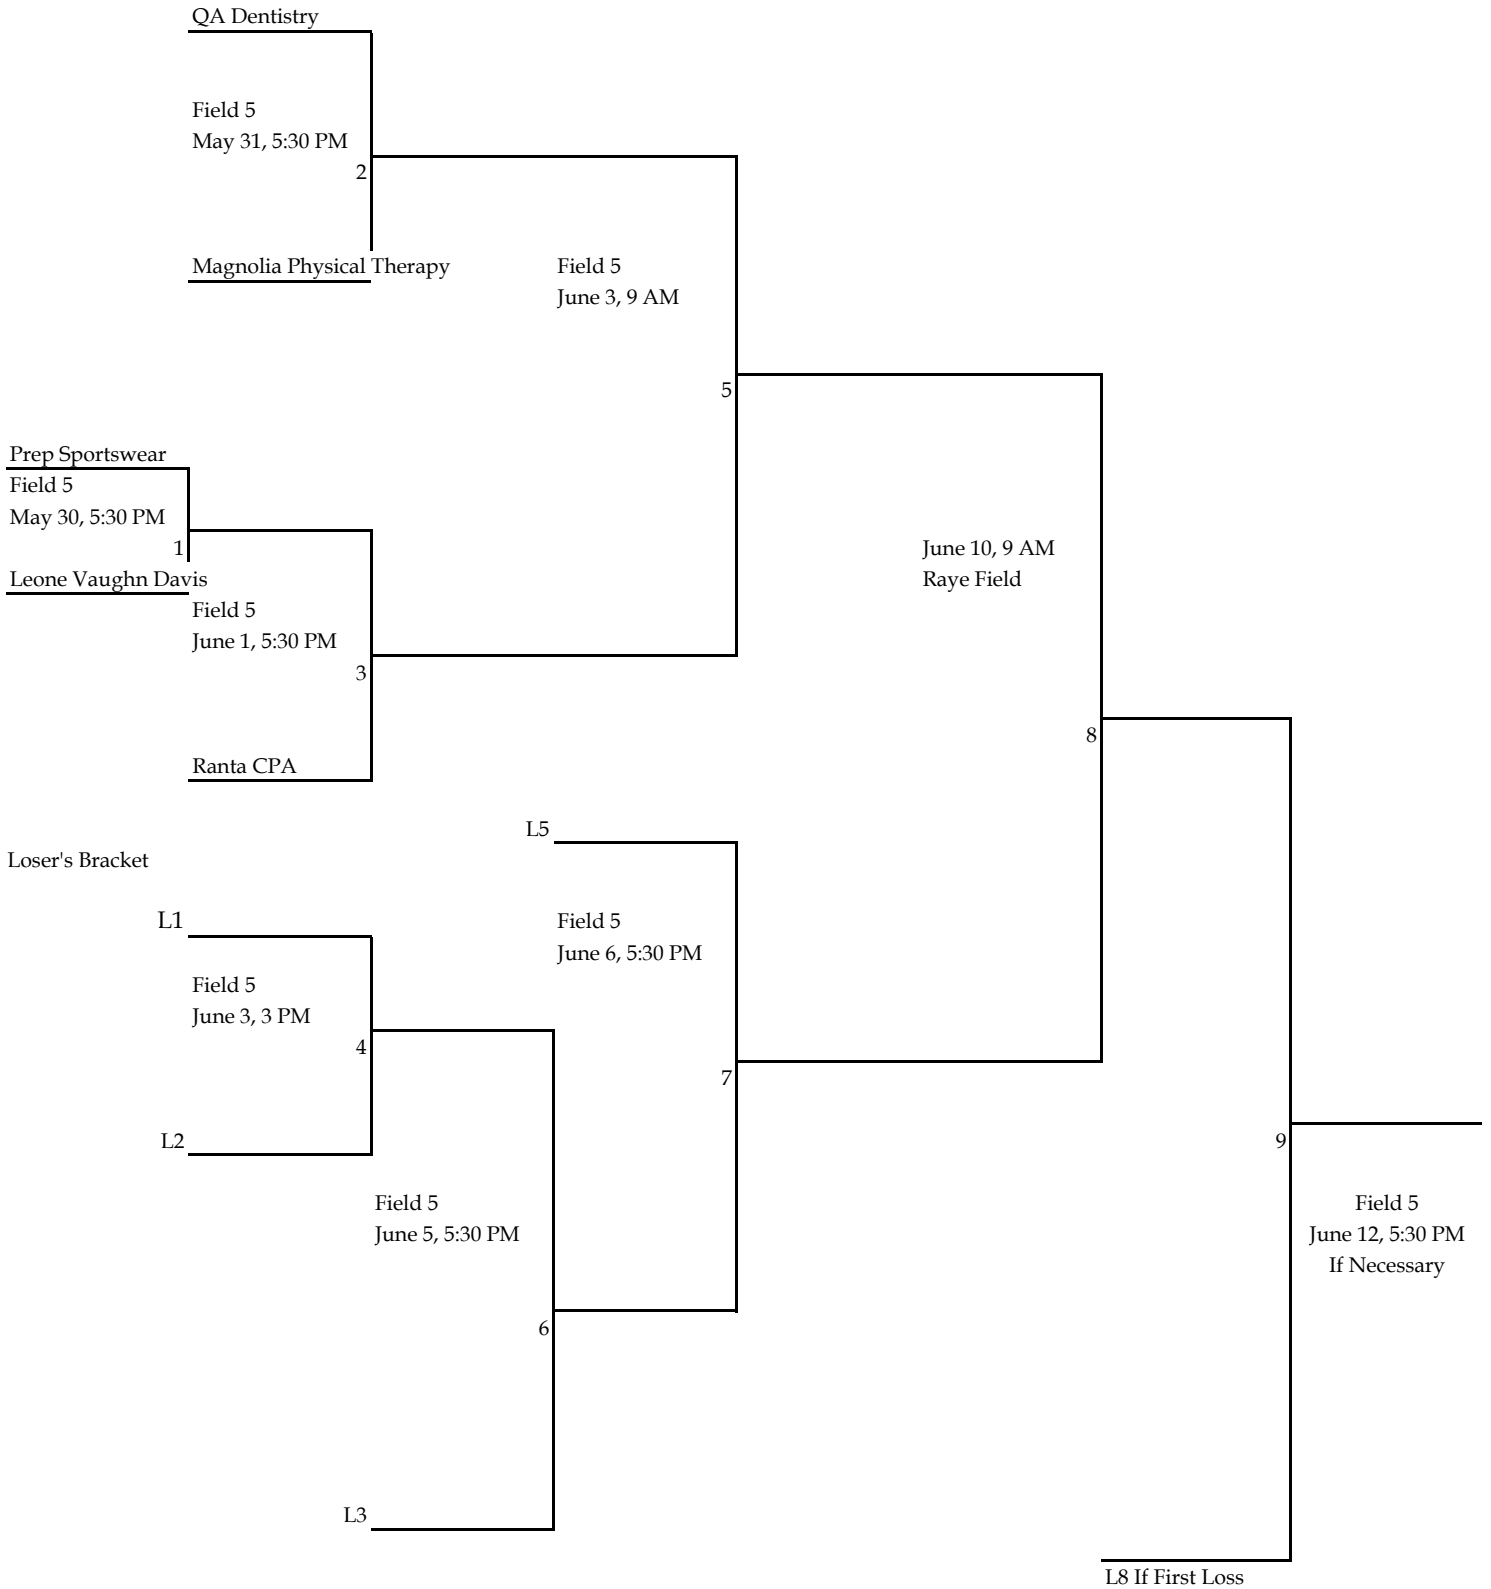 QA Dentistry
Field 5
May 31, 5:30 PM
2
Magnolia Physical Therapy
Field 5
June 3, 9 AM
5
Prep Sportswear
Field 5
May 30, 5:30 PM
1
Leone Vaughn Davis
Field 5
June 1, 5:30 PM
3
Ranta CPA
June 10, 9 AM
Raye Field
8
Loser's Bracket
L5
L1
Field 5
June 3, 3 PM
4
L2
Field 5
June 6, 5:30 PM
7
Field 5
June 5, 5:30 PM
6
L3
9
Field 5
June 12, 5:30 PM
If Necessary
L8 If First Loss